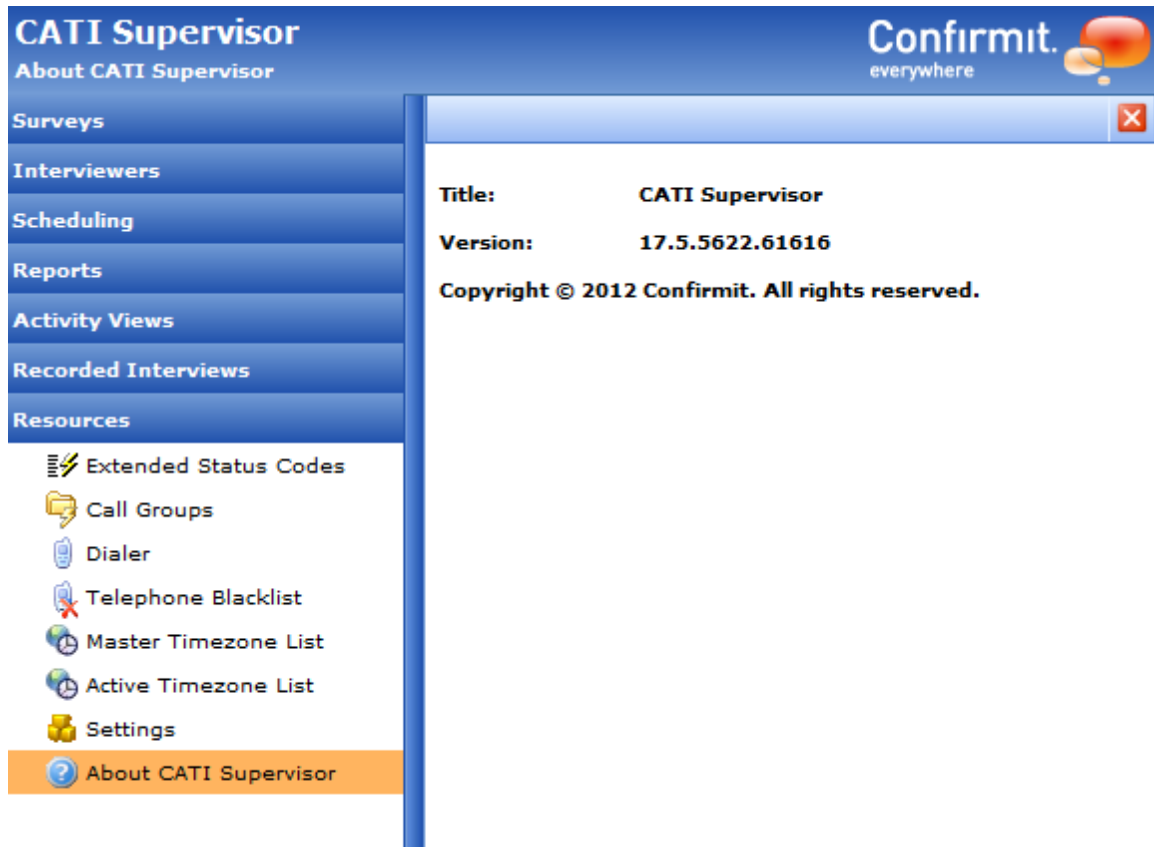 CATI Supervisor
About CATI Supervisor
Confirmit.
everywhere
Surveys
Interviewers
Scheduling
Reports
Activity Views
Recorded Interviews
Resources
Extended Status Codes
Call Groups
Dialer
Telephone Blacklist
Master Timezone List
Active Timezone List
Settings
About CATI Supervisor
Title: CATI Supervisor
Version: 17.5.5622.61616
Copyright © 2012 Confirmit. All rights reserved.